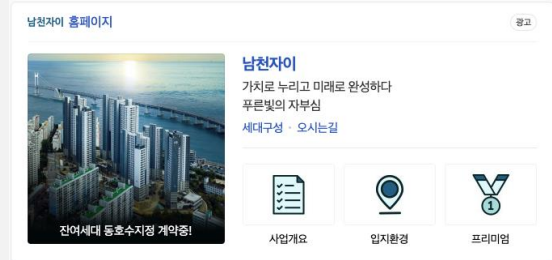 남천자이 홈페이지
광고
남천자이
가치로 누리고 미래로 완성하다
푸른빛의 자부심
세대구성 · 오시는길
잔여세대 동호수지정 계약중!
1
사업개요
입지환경
프리미엄